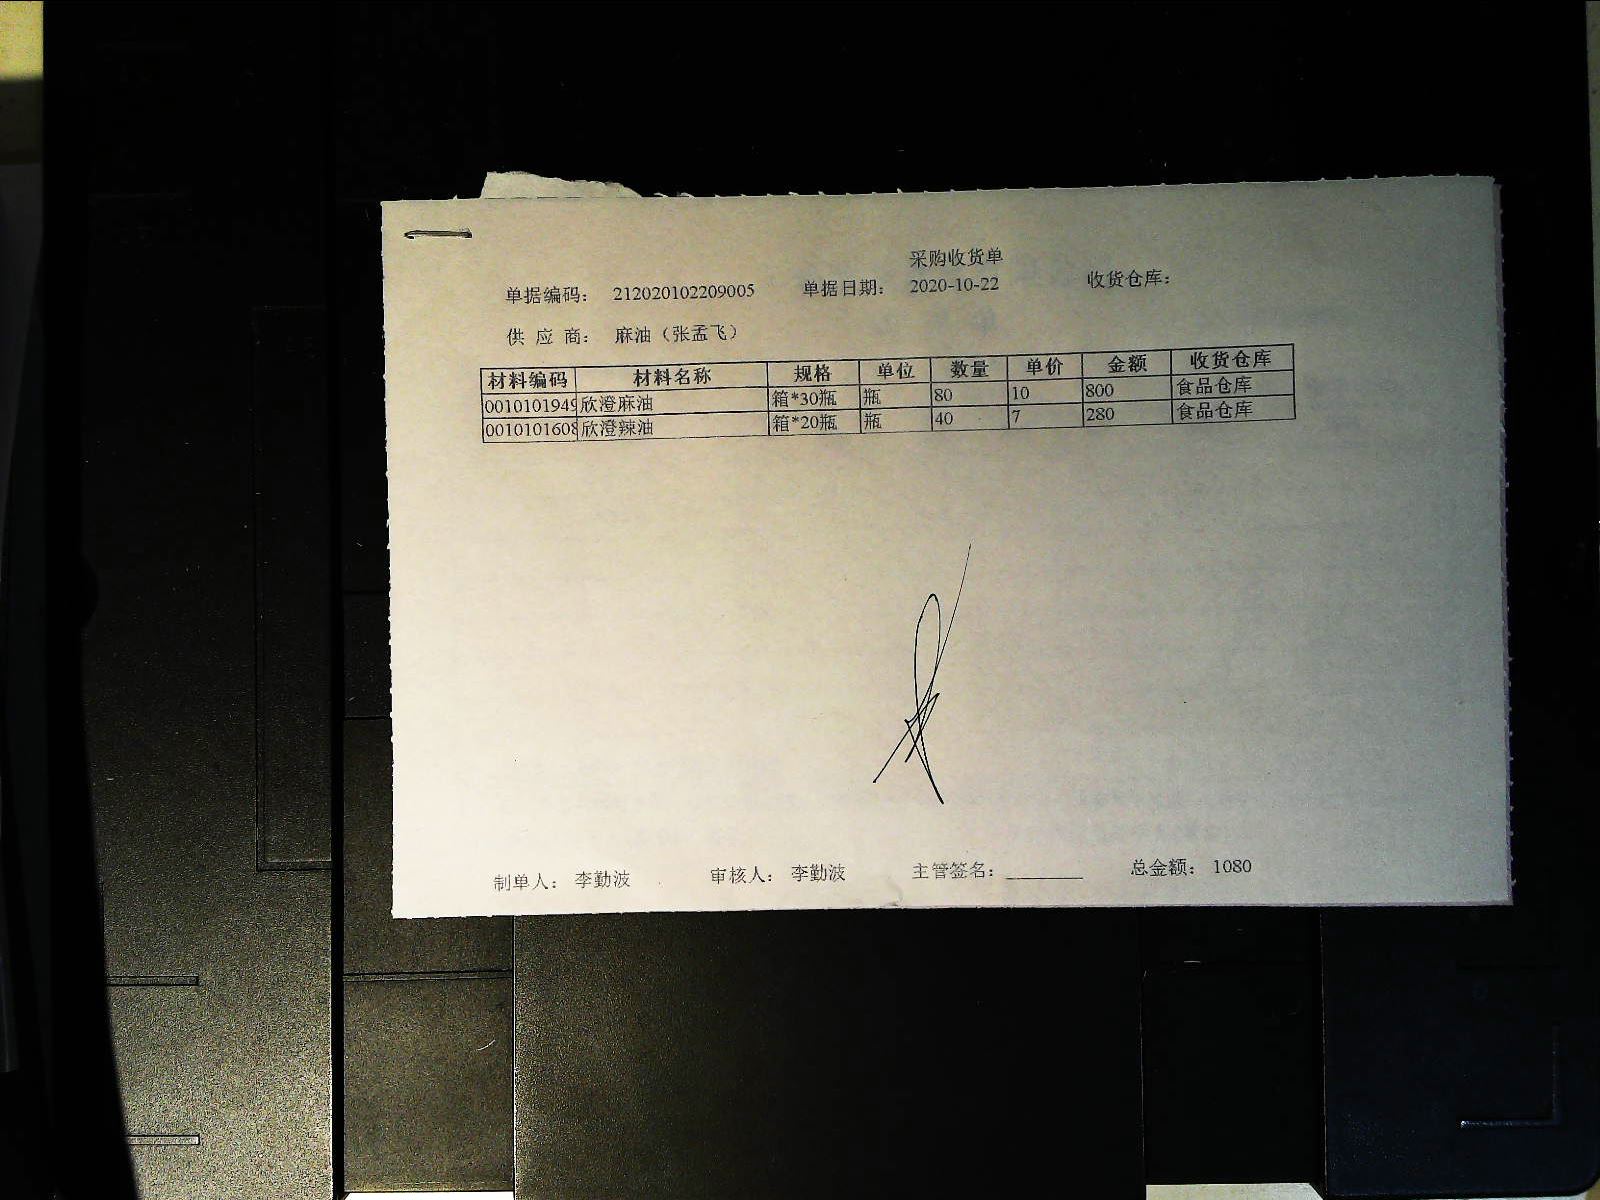 采购收货单
单据编码： 212020102209005 单据日期： 2020-10-22 收货仓库：
供 应 商： 麻油（张孟飞）
材料编码 材料名称 规格 单位 数量 单价 金额 收货仓库
0010101949 欣澄麻油 箱*30瓶 瓶 80 10 800 食品仓库
0010101608 欣澄辣油 箱*20瓶 瓶 40 7 280 食品仓库
制单人： 李勤波 审核人： 李勤波 主管签名：________ 总金额： 1080